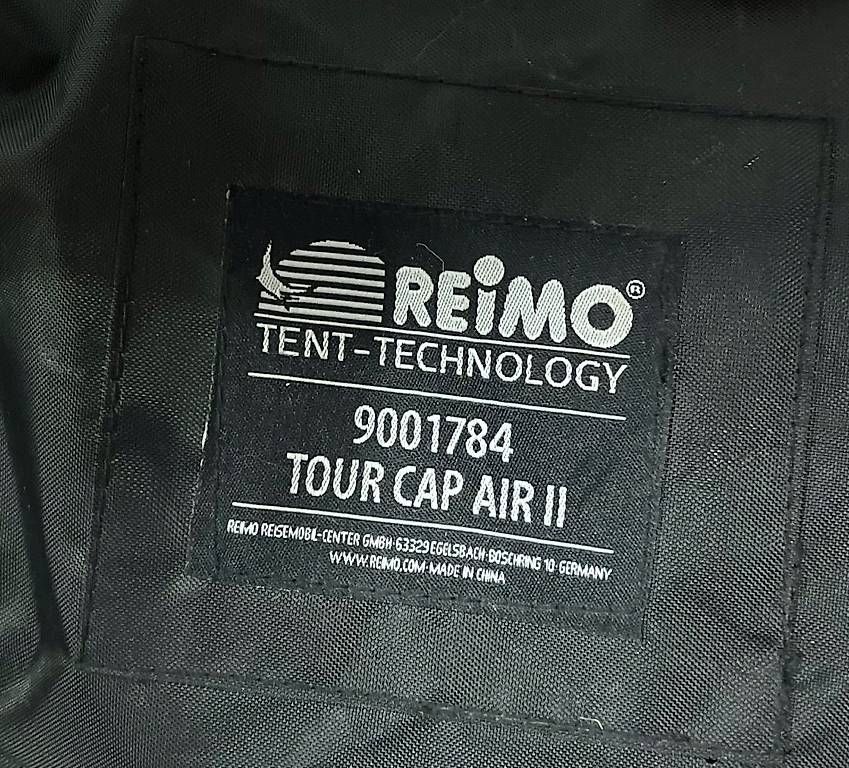 REiMO®
TENT-TECHNOLOGY
9001784
TOUR CAP AIR II
REIMO REISEMOBIL-CENTER GMBH·63329 EGELSBACH·BOSCHRING 10·GERMANY
WWW.REIMO.COM·MADE IN CHINA